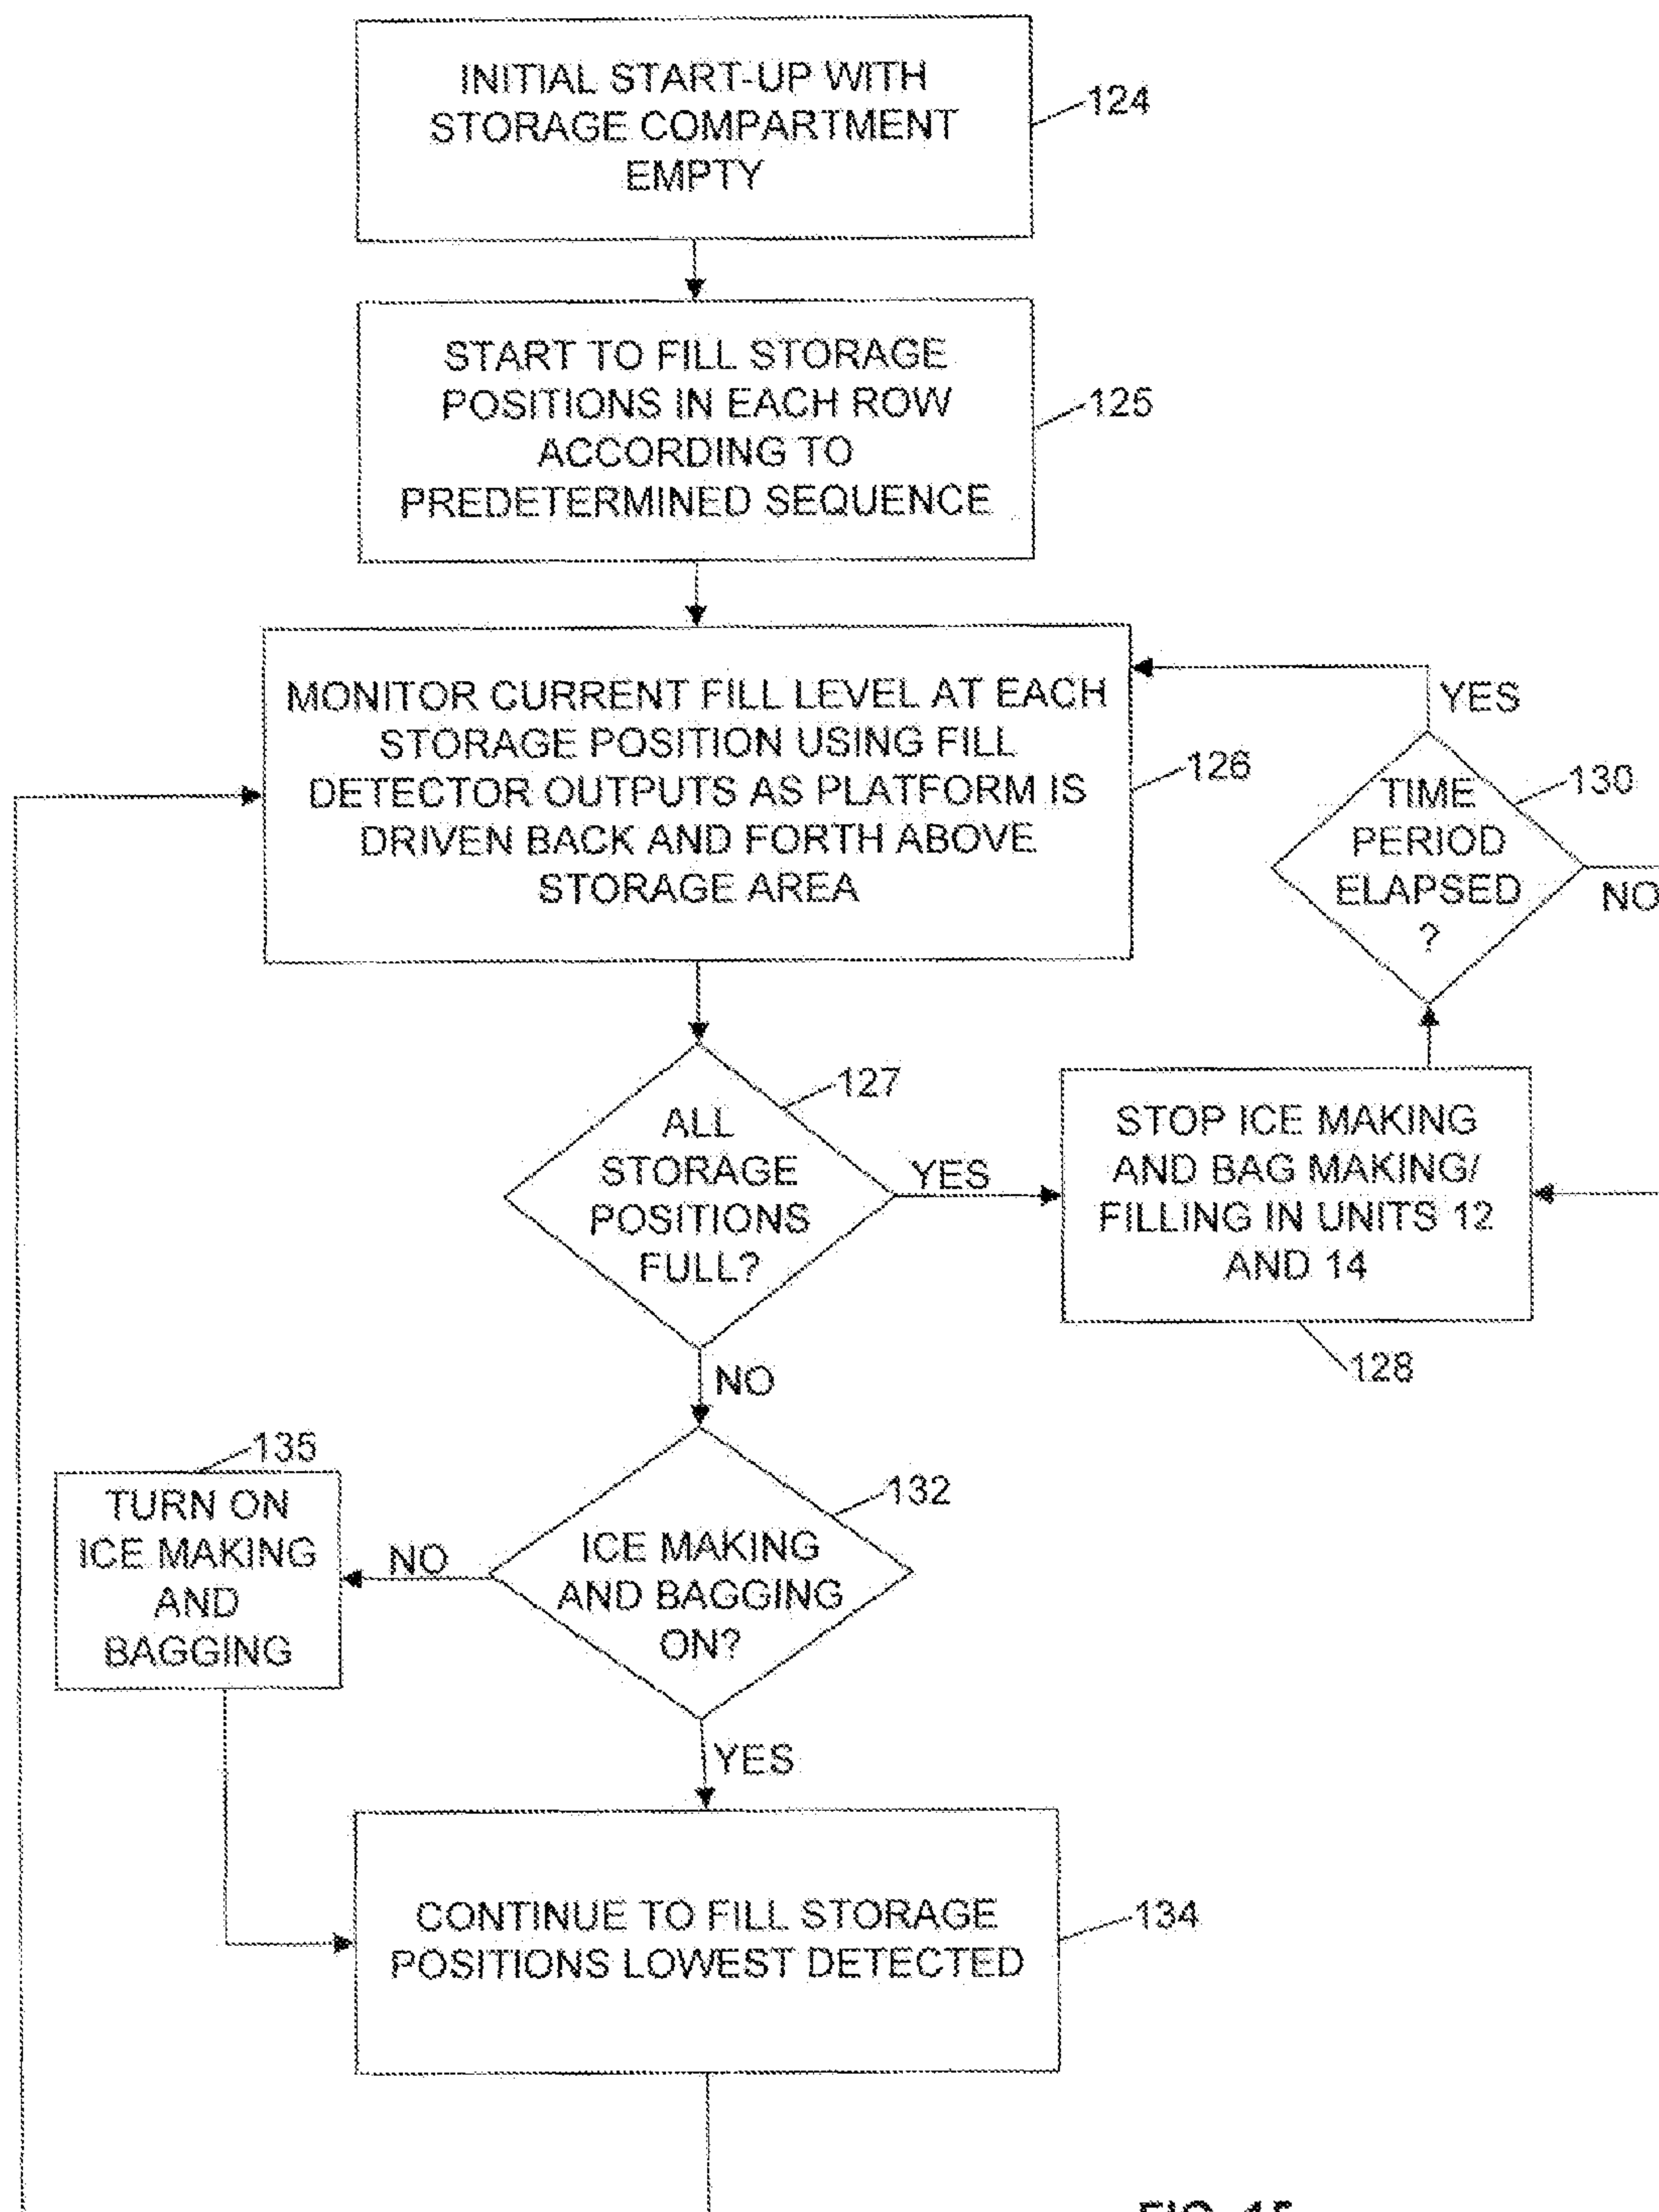 INITIAL START-UP WITH
STORAGE COMPARTMENT
EMPTY
124
START TO FILL STORAGE
POSITIONS IN EACH ROW
ACCORDING TO
PREDETERMINED SEQUENCE
125
MONITOR CURRENT FILL LEVEL AT EACH
STORAGE POSITION USING FILL
DETECTOR OUTPUTS AS PLATFORM IS
DRIVEN BACK AND FORTH ABOVE
STORAGE AREA
126
YES
TIME
PERIOD
ELAPSED
?
130
NO
ALL
STORAGE
POSITIONS
FULL?
127
YES
STOP ICE MAKING
AND BAG MAKING/
FILLING IN UNITS 12
AND 14
128
NO
135
TURN ON
ICE MAKING
AND
BAGGING
NO
ICE MAKING
AND BAGGING
ON?
132
YES
CONTINUE TO FILL STORAGE
POSITIONS LOWEST DETECTED
134
FIG. 15